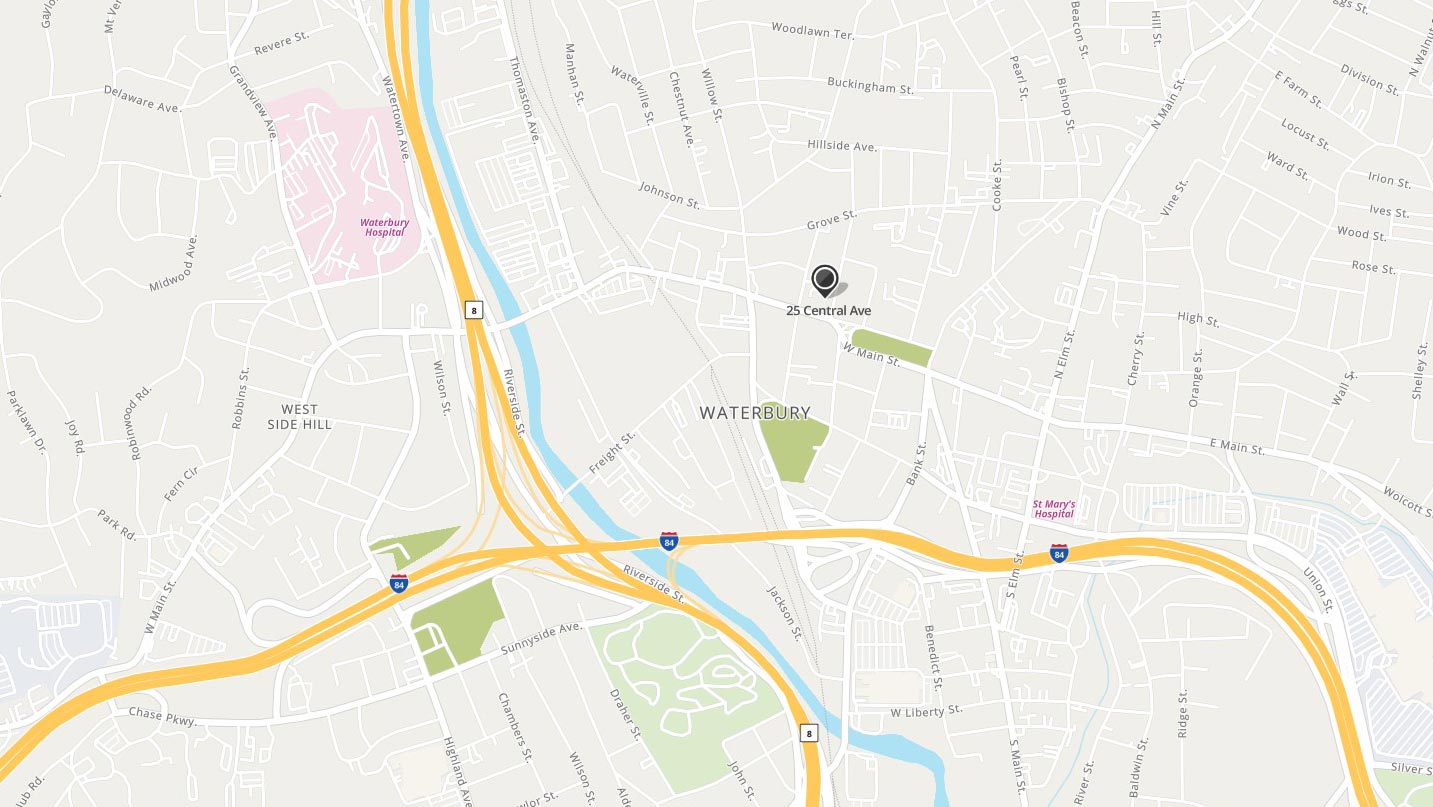 Gaylo
Mt Ver
Revere St.
Grandview Ave.
Delaware Ave.
Watertown Ave.
Thomaston Ave.
Manhan St.
Waterville St.
Chestnut Ave.
Willow St.
Woodlawn Ter.
Buckingham St.
Hillside Ave.
Pearl St.
Beacon St.
Bishop St.
Hill St.
N Main St.
ggs St.
N Walnut
Division St.
E Farm St.
Locust St.
Ward St.
Irion St.
Ives St.
Wood St.
Rose St.
Vine St.
Cooke St.
Johnson St.
Grove St.
Waterbury
Hospital
Midwood Ave.
8
25 Central Ave
W Main St.
High St.
N Elm St.
Cherry St.
Orange St.
Wall St.
Shelley St.
Robbins St.
Wilson St.
Riverside St.
WEST
SIDE HILL
WATERBURY
Parklawn Dr.
Joy Rd.
Robinwood Rd.
Fern Cir
Park Rd.
Freight St.
Bank St.
E Main St.
Wolcott S
St Mary's
Hospital
84
84
84
W Main St.
Riverside St.
Jackson St.
S Elm St.
Union St.
Sunnyside Ave.
Chase Pkwy.
Benedict St.
W Liberty St.
Draher St.
Chambers St.
Highland Ave
Wilson St.
John St.
8
S Main St.
River St.
Baldwin St.
Ridge St.
Silver S
lub Rd.
ylor St.
Alde